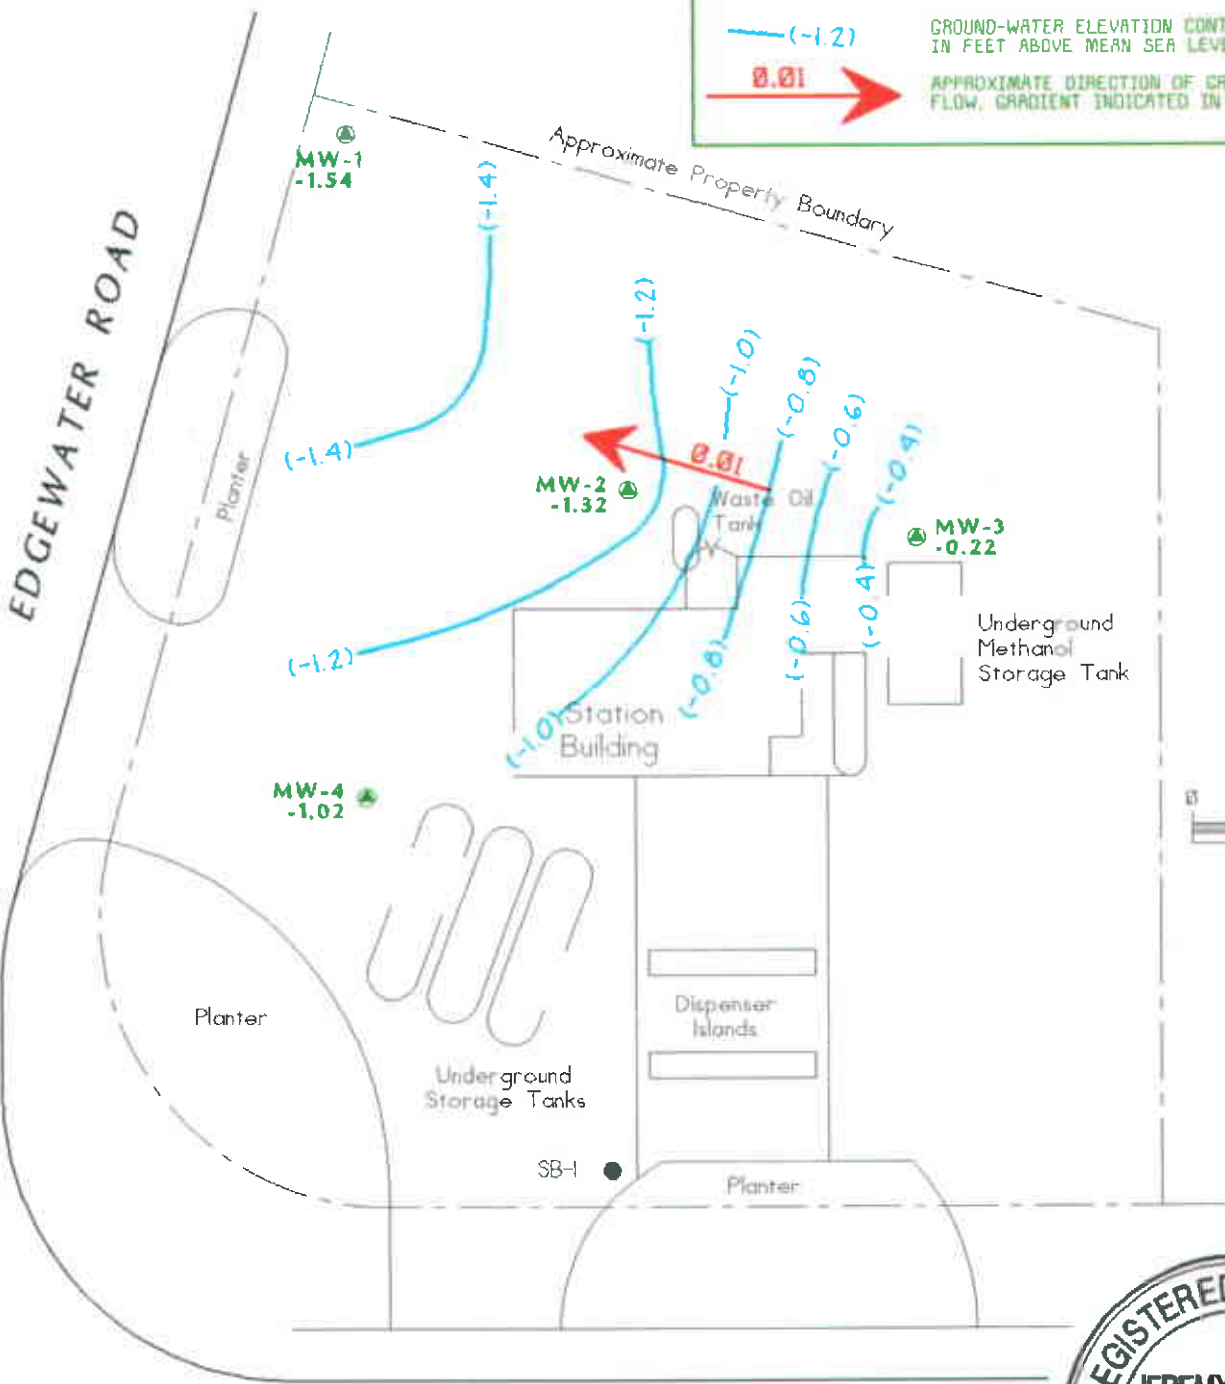 (-1.2)
GROUND-WATER ELEVATION CONT
IN FEET ABOVE MEAN SEA LEVE
0.01
APPROXIMATE DIRECTION OF GR
FLOW, GRADIENT INDICATED IN
Approximate Property Boundary
MW-1
-1.54
(-1.4)
EDGEWATER ROAD
(-1.2)
(-1.0)
(-0.8)
(-0.6)
(-0.4)
(-1.4)
Planter
0.01
MW-2
-1.32
Waste Oil
Tank
MW-3
-0.22
(-0.4)
(-0.6)
(-0.8)
Underground
Methanol
Storage Tank
(-1.2)
(-1.0)
Station
Building
MW-4
-1.02
0
Planter
Dispenser
Islands
Underground
Storage Tanks
SB-1
Planter
EGISTERED
JEREMY